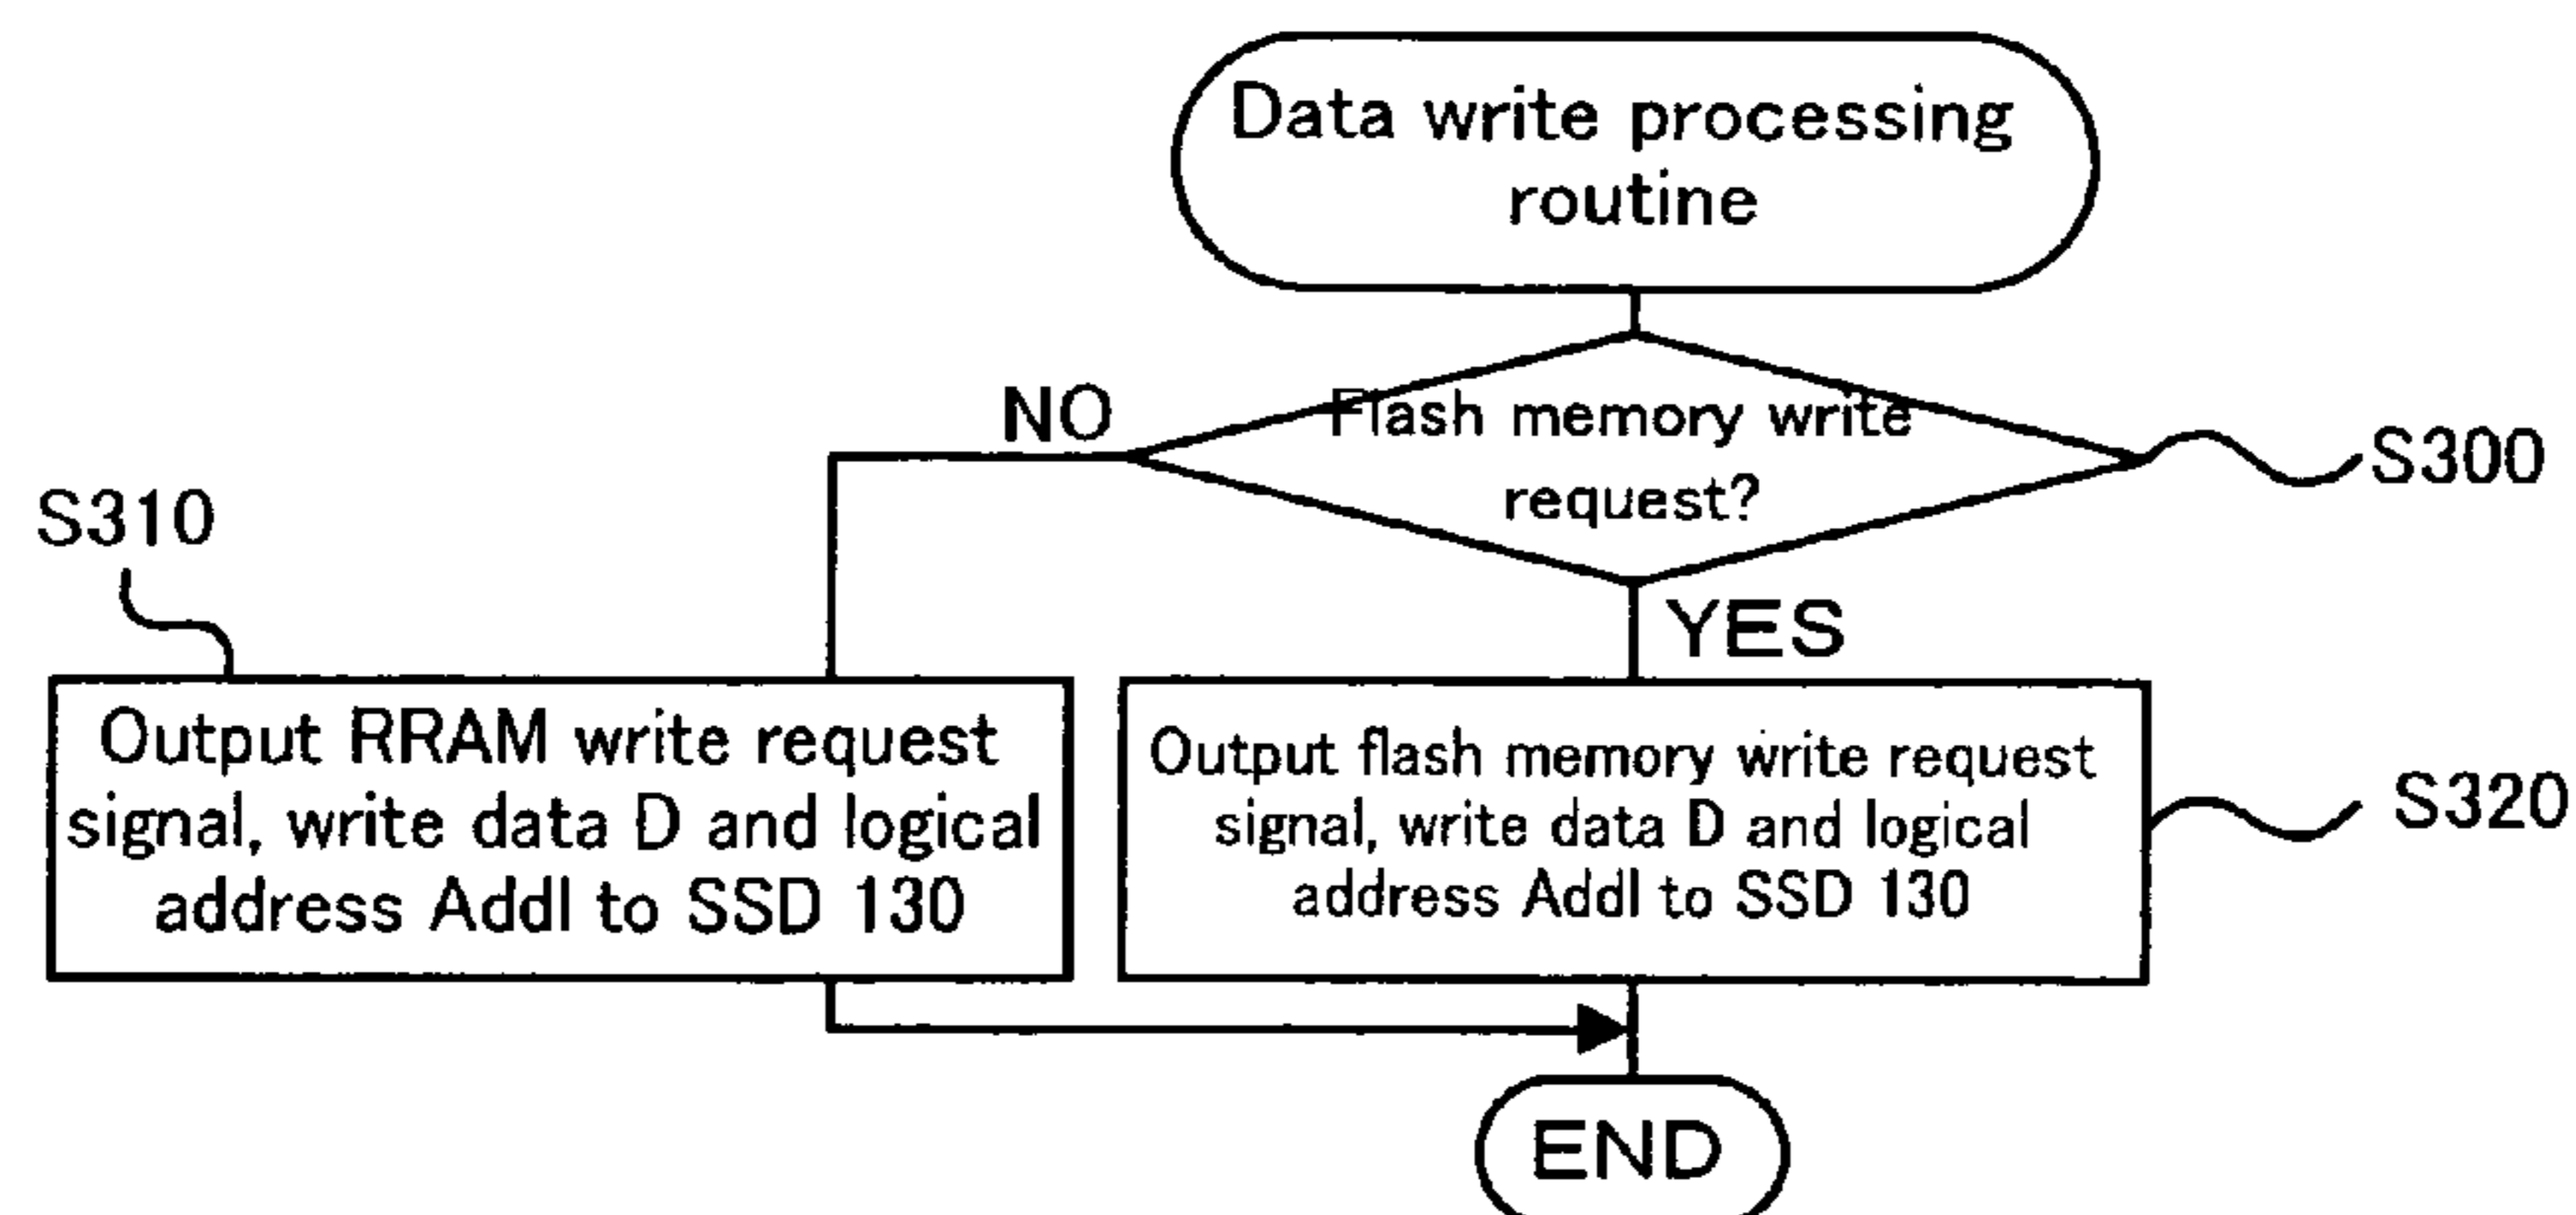 Data write processing
routine
NO
Flash memory write
request?
S300
S310
YES
Output RRAM write request
signal, write data D and logical
address Addl to SSD 130
Output flash memory write request
signal, write data D and logical
address Addl to SSD 130
S320
END